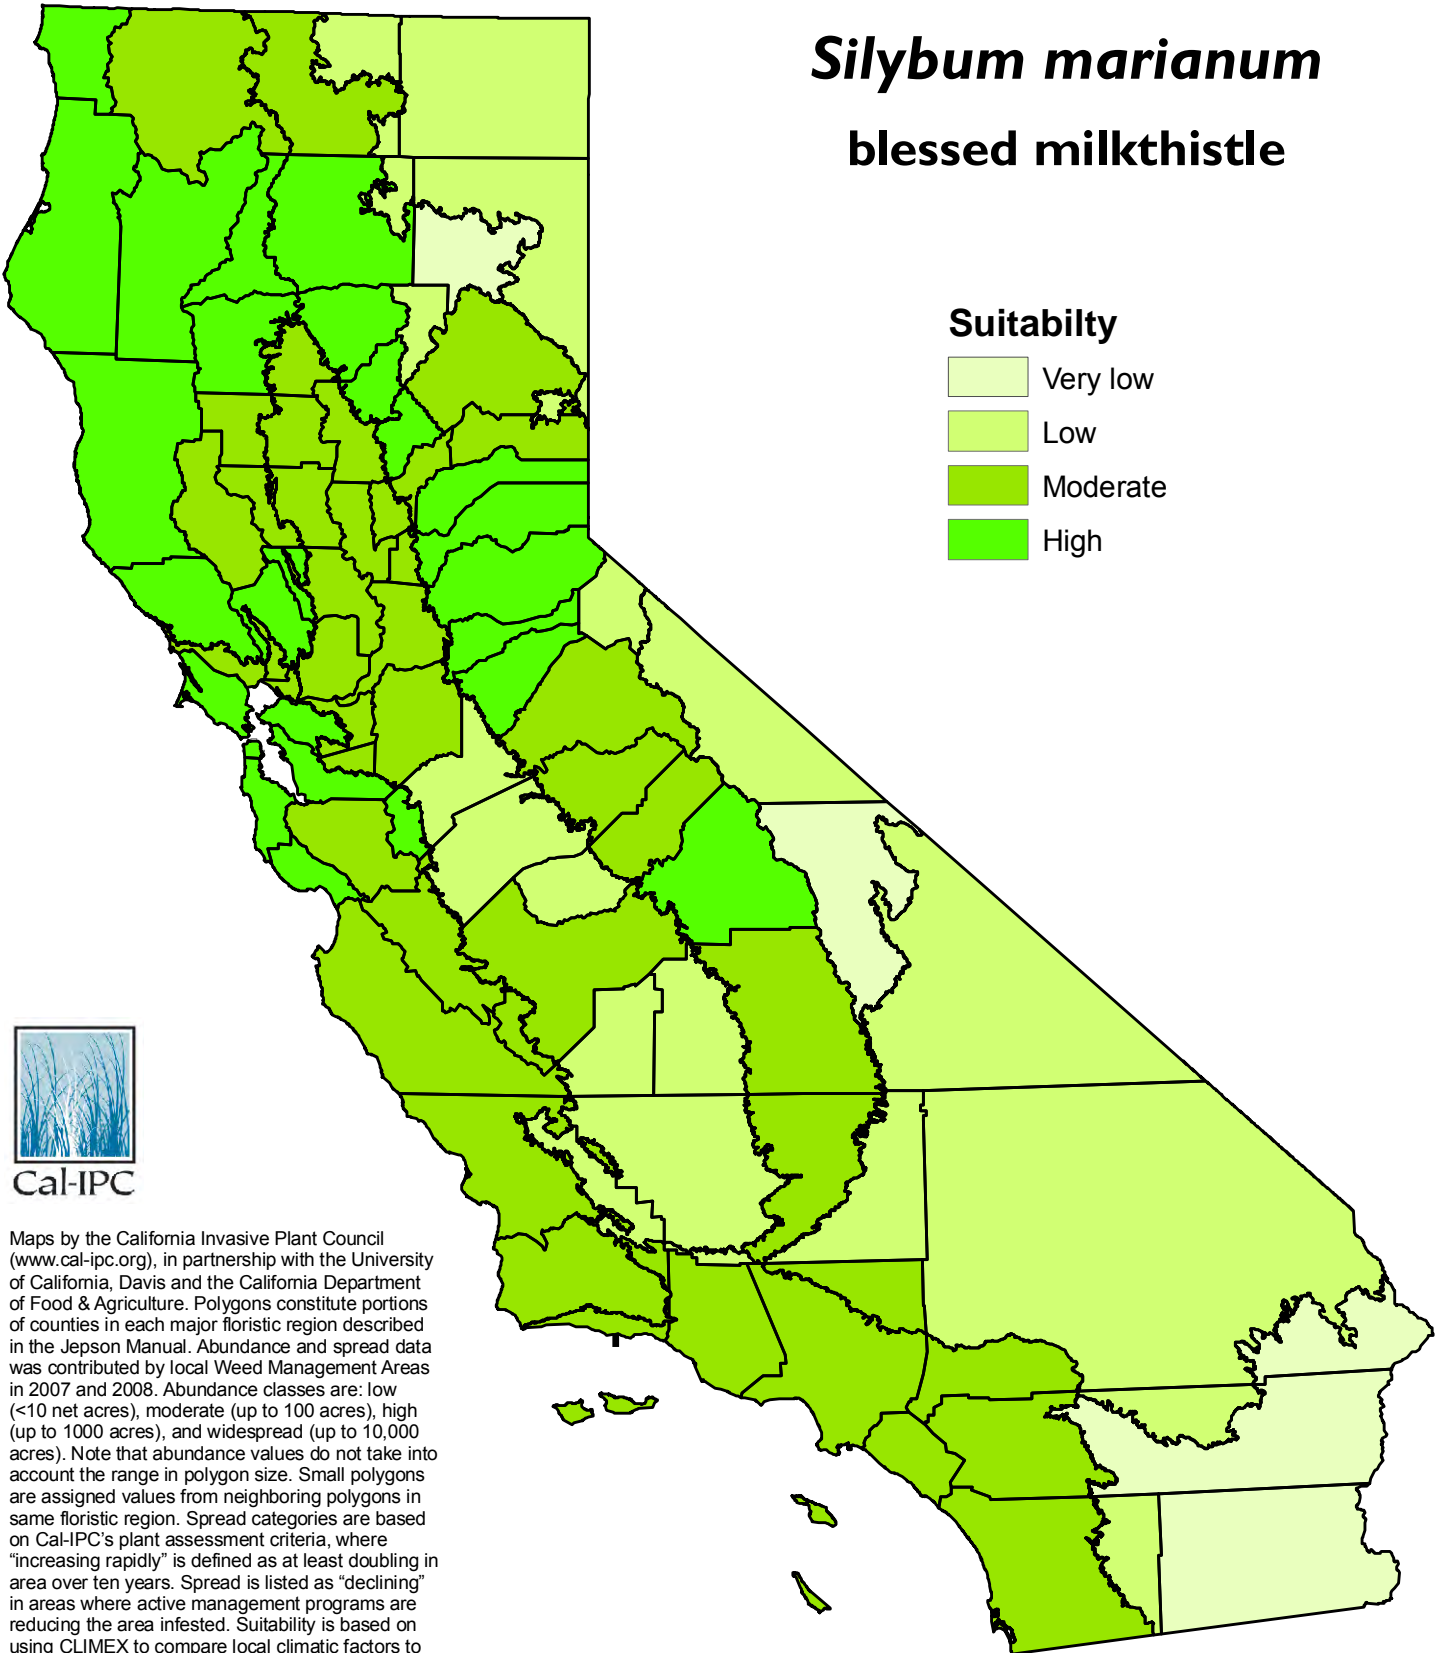 Silybum marianum
blessed milkthistle
Suitabilty
Very low
Low
Moderate
High
Cal-IPC
Maps by the California Invasive Plant Council
(www.cal-ipc.org), in partnership with the University
of California, Davis and the California Department
of Food & Agriculture. Polygons constitute portions
of counties in each major floristic region described
in the Jepson Manual. Abundance and spread data
was contributed by local Weed Management Areas
in 2007 and 2008. Abundance classes are: low
(<10 net acres), moderate (up to 100 acres), high
(up to 1000 acres), and widespread (up to 10,000
acres). Note that abundance values do not take into
account the range in polygon size. Small polygons
are assigned values from neighboring polygons in
same floristic region. Spread categories are based
on Cal-IPC's plant assessment criteria, where
“increasing rapidly” is defined as at least doubling in
area over ten years. Spread is listed as “declining”
in areas where active management programs are
reducing the area infested. Suitability is based on
using CLIMEX to compare local climatic factors to